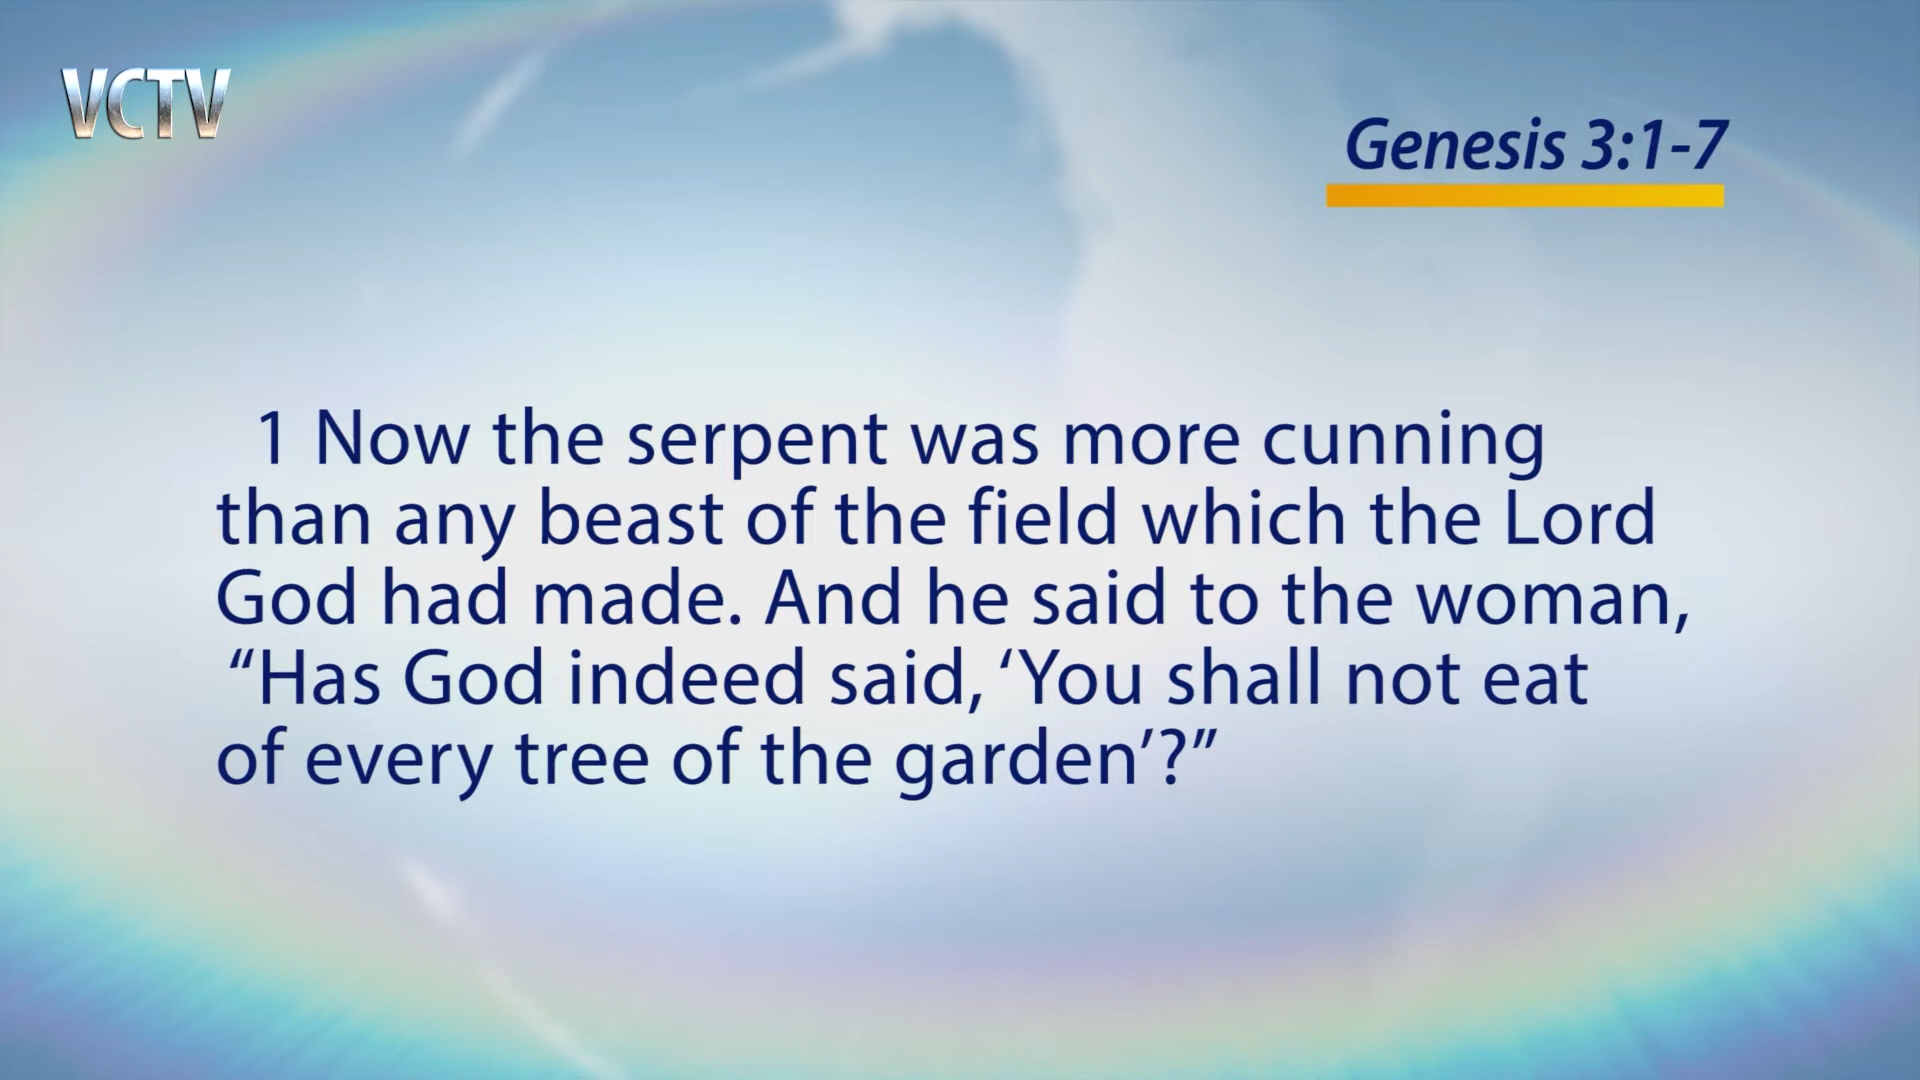 VCTV
Genesis 3:1-7
1 Now the serpent was more cunning
than any beast of the field which the Lord
God had made. And he said to the woman,
“Has God indeed said, ‘You shall not eat
of every tree of the garden’?”